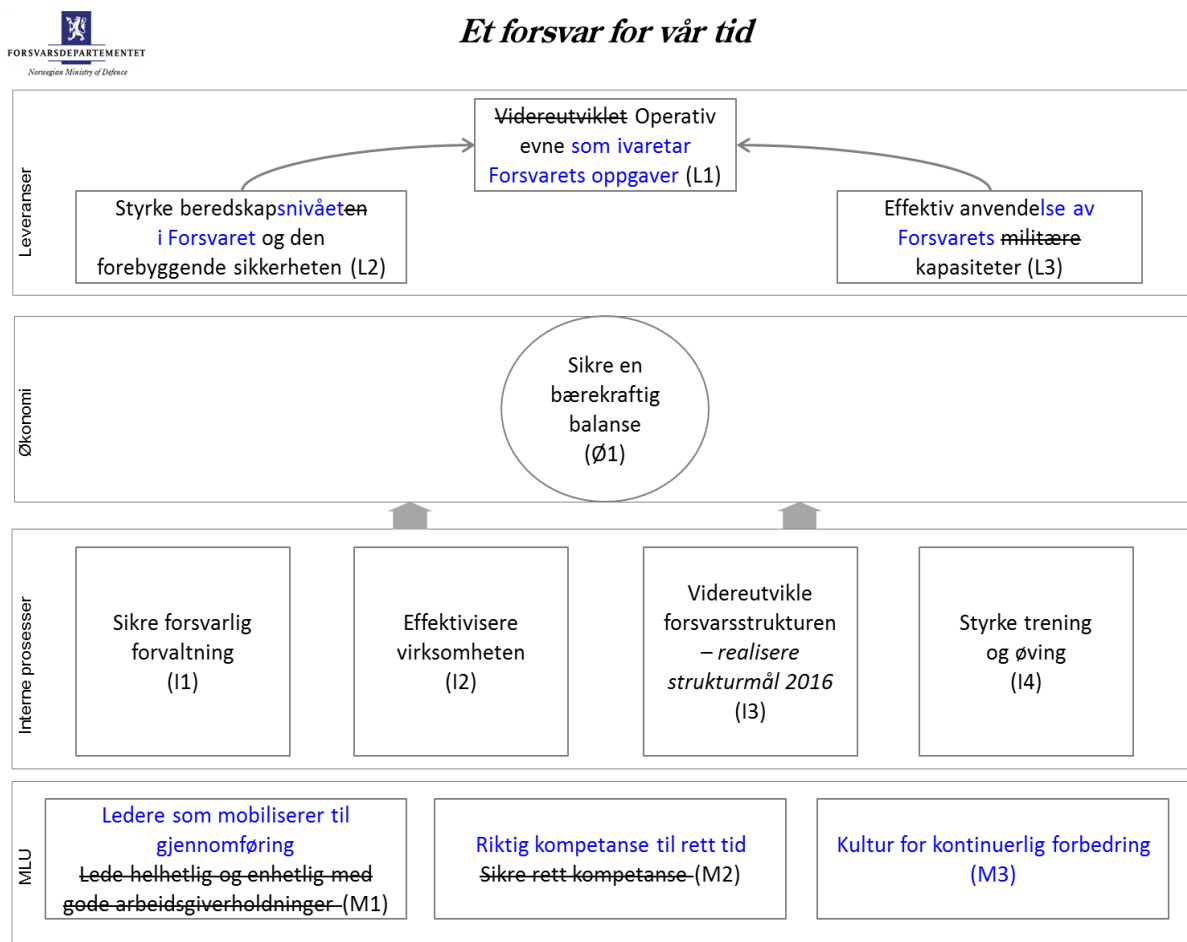 Et forsvar for vår tid
FORSVARSDEPARTEMENTET
Norwegian Ministry of Defence
Leveranser
Videreutviklet Operativ
evne som ivaretar
Forsvarets oppgaver (L1)
Styrke beredskapsnivåeten
i Forsvaret og den
forebyggende sikkerheten (L2)
Effektiv anvendelse av
Forsvarets militære
kapasiteter (L3)
Økonomi
Sikre en
bærekraftig
balanse
(Ø1)
Interne prosesser
Sikre forsvarlig
forvaltning
(I1)
Effektivisere
virksomheten
(I2)
Videreutvikle
forsvarsstrukturen
– realisere
strukturmål 2016
(I3)
Styrke trening
og øving
(I4)
MLU
Ledere som mobiliserer til
gjennomføring
Lede helhetlig og enhetlig med
gode arbeidsgiverholdninger (M1)
Riktig kompetanse til rett tid
Sikre rett kompetanse (M2)
Kultur for kontinuerlig forbedring
(M3)